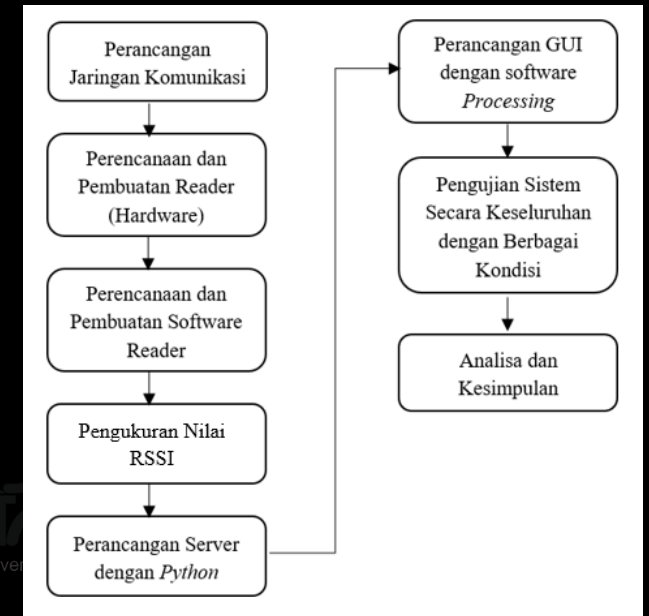 Perancangan
Jaringan Komunikasi
Perencanaan dan
Pembuatan Reader
(Hardware)
Perencanaan dan
Pembuatan Software
Reader
Pengukuran Nilai
RSSI
Perancangan Server
dengan Python
Perancangan GUI
dengan software
Processing
Pengujian Sistem
Secara Keseluruhan
dengan Berbagai
Kondisi
Analisa dan
Kesimpulan